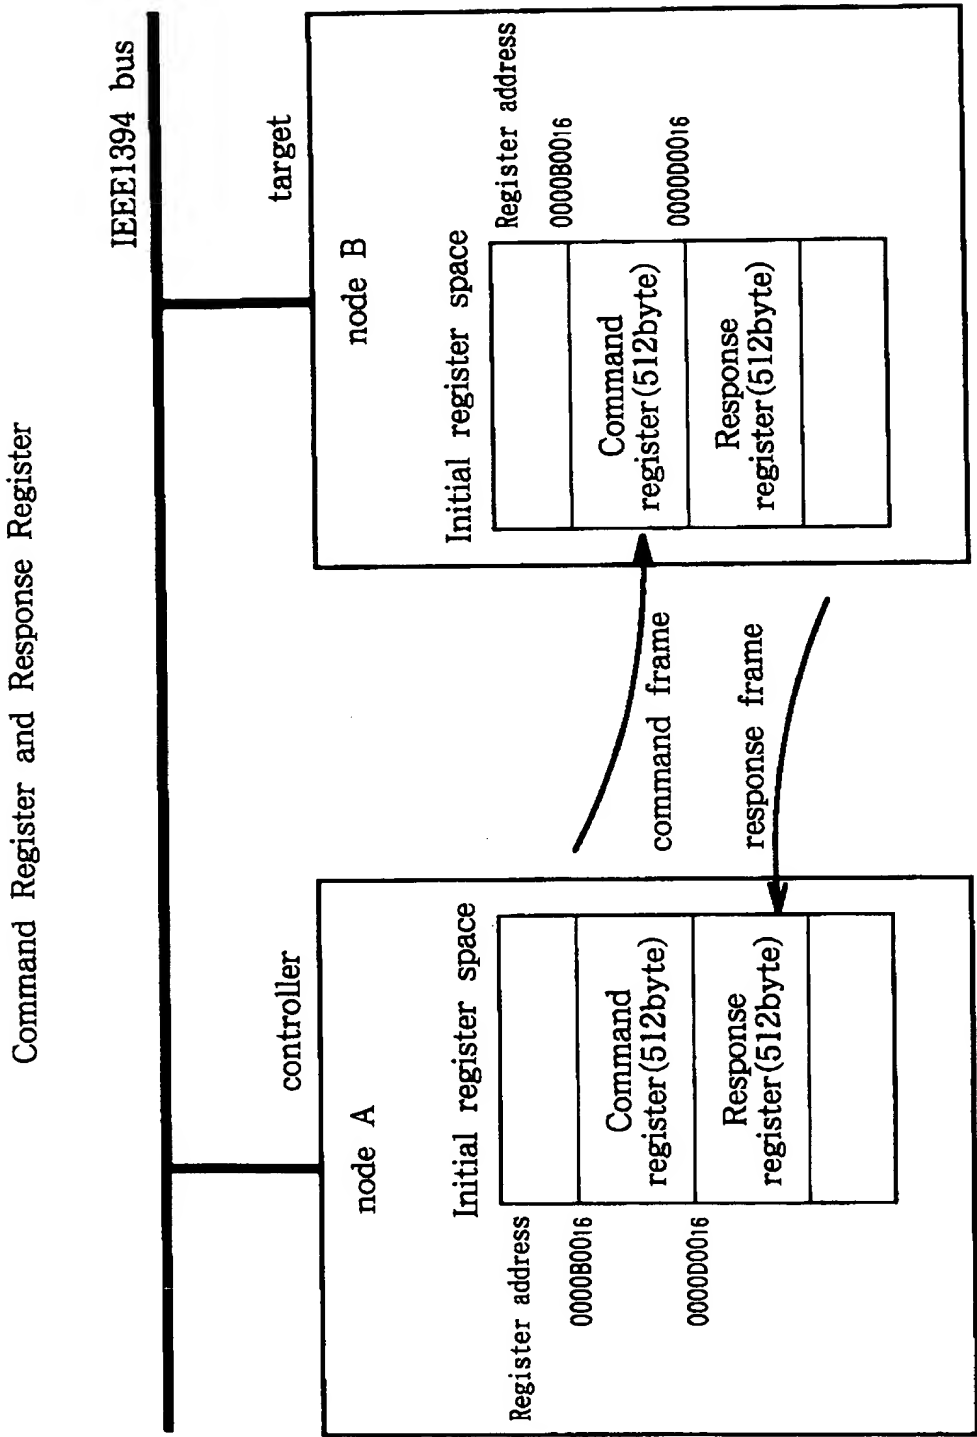 Command Register and Response Register
IEEE1394 bus
controller
target
node A
node B
Initial register space
Initial register space
Register address
0000B0016
0000D0016
Command
register(512byte)
Response
register(512byte)
command frame
response frame
Register address
0000B0016
0000D0016
Command
register(512byte)
Response
register(512byte)